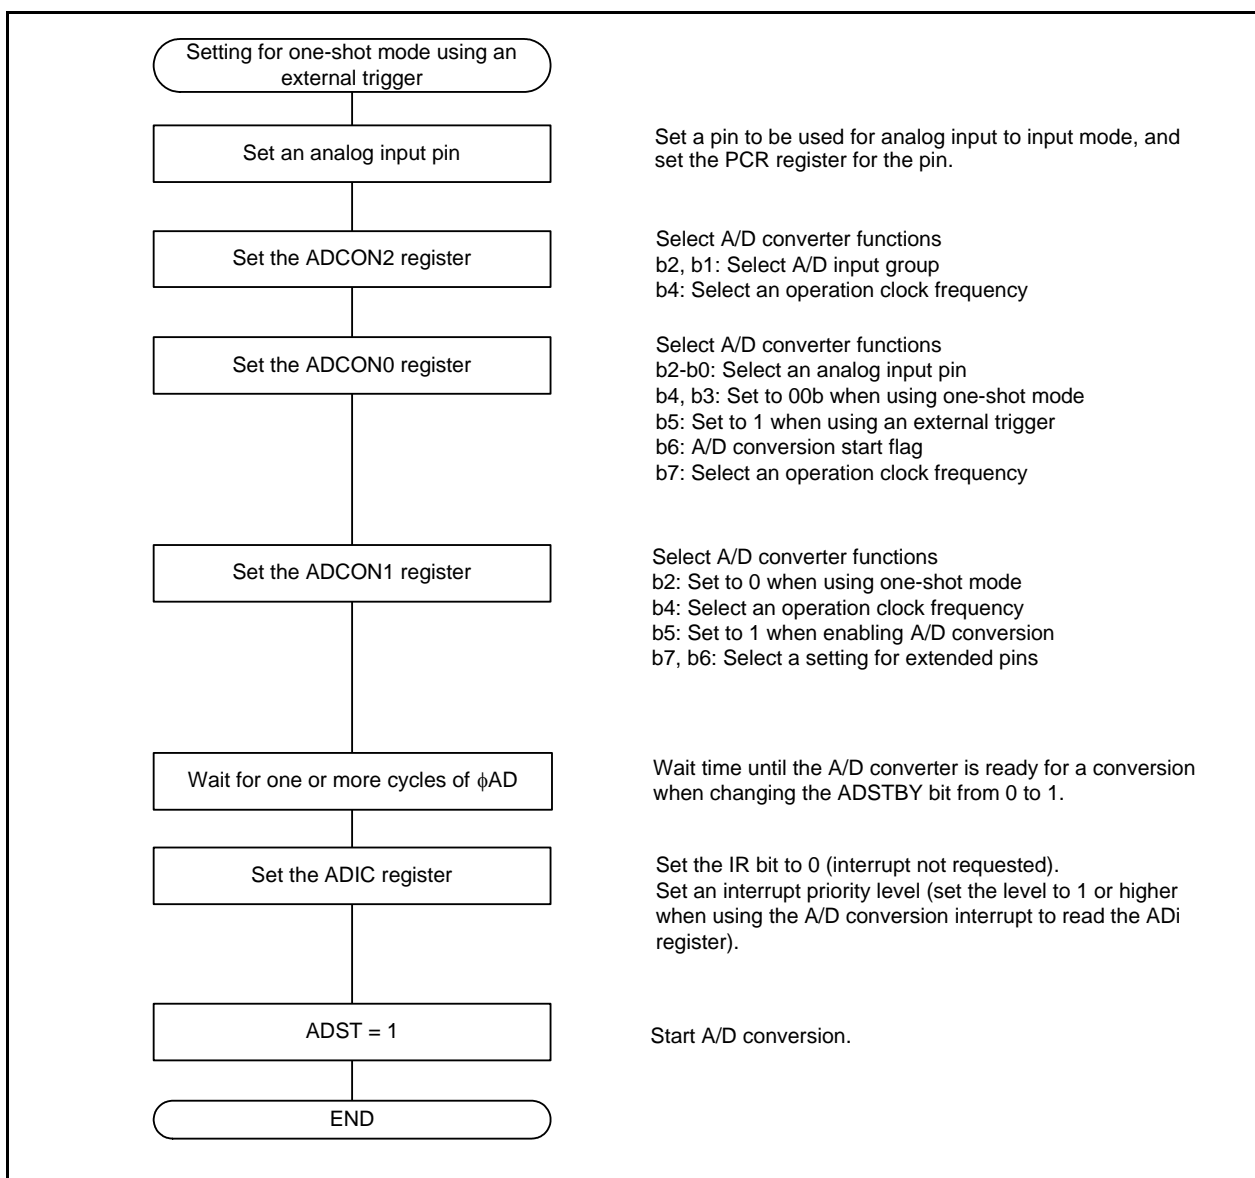 Setting for one-shot mode using an
external trigger
Set an analog input pin
Set a pin to be used for analog input to input mode, and
set the PCR register for the pin.
Set the ADCON2 register
Select A/D converter functions
b2, b1: Select A/D input group
b4: Select an operation clock frequency
Set the ADCON0 register
Select A/D converter functions
b2-b0: Select an analog input pin
b4, b3: Set to 00b when using one-shot mode
b5: Set to 1 when using an external trigger
b6: A/D conversion start flag
b7: Select an operation clock frequency
Set the ADCON1 register
Select A/D converter functions
b2: Set to 0 when using one-shot mode
b4: Select an operation clock frequency
b5: Set to 1 when enabling A/D conversion
b7, b6: Select a setting for extended pins
Wait for one or more cycles of ϕAD
Wait time until the A/D converter is ready for a conversion
when changing the ADSTBY bit from 0 to 1.
Set the ADIC register
Set the IR bit to 0 (interrupt not requested).
Set an interrupt priority level (set the level to 1 or higher
when using the A/D conversion interrupt to read the ADi
register).
ADST = 1
Start A/D conversion.
END